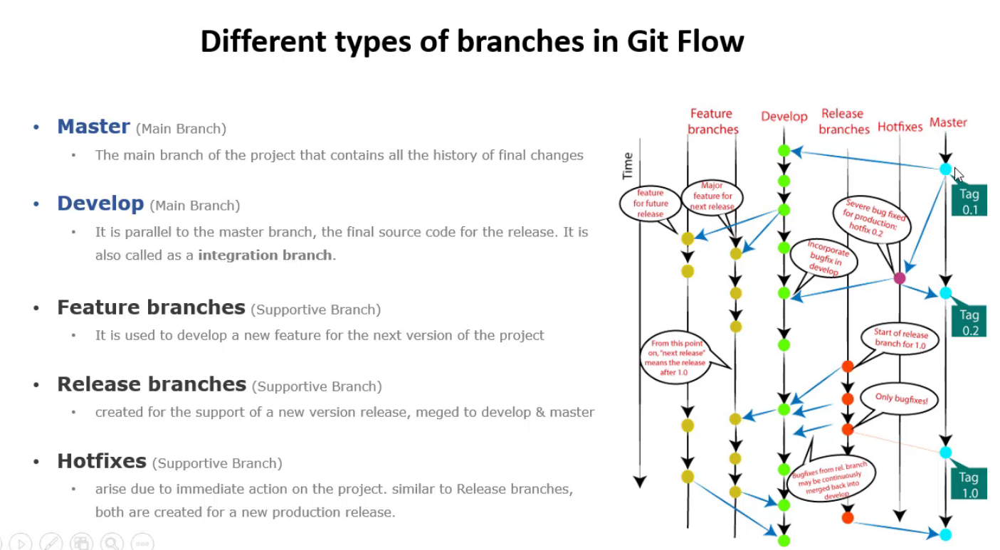 Different types of branches in Git Flow
• Master (Main Branch)
• The main branch of the project that contains all the history of final changes
• Develop (Main Branch)
• It is parallel to the master branch, the final source code for the release. It is
also called as a integration branch.
• Feature branches (Supportive Branch)
• It is used to develop a new feature for the next version of the project
• Release branches (Supportive Branch)
• created for the support of a new version release, meged to develop & master
• Hotfixes (Supportive Branch)
• arise due to immediate action on the project. similar to Release branches,
both are created for a new production release.
Feature
branches
Develop
Release
branches
Hotfixes
Master
Time
feature
for future
release
Major
feature for
next release
Severe bug fixed
for production:
hotfix 0.2
Tag
0.1
Incorporate
bugfix in
develop
Tag
0.2
From this point
on, "next release"
means the release
after 1.0
Start of release
branch for 1.0
Only bugfixes!
Bugfixes from rel. branch
may be continuously
merged back into
develop
Tag
1.0